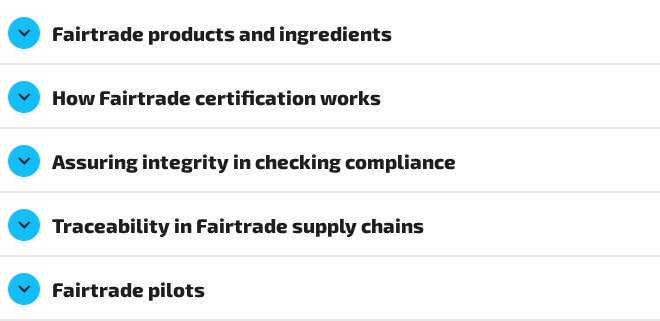 Fairtrade products and ingredients
How Fairtrade certification works
Assuring integrity in checking compliance
Traceability in Fairtrade supply chains
Fairtrade pilots